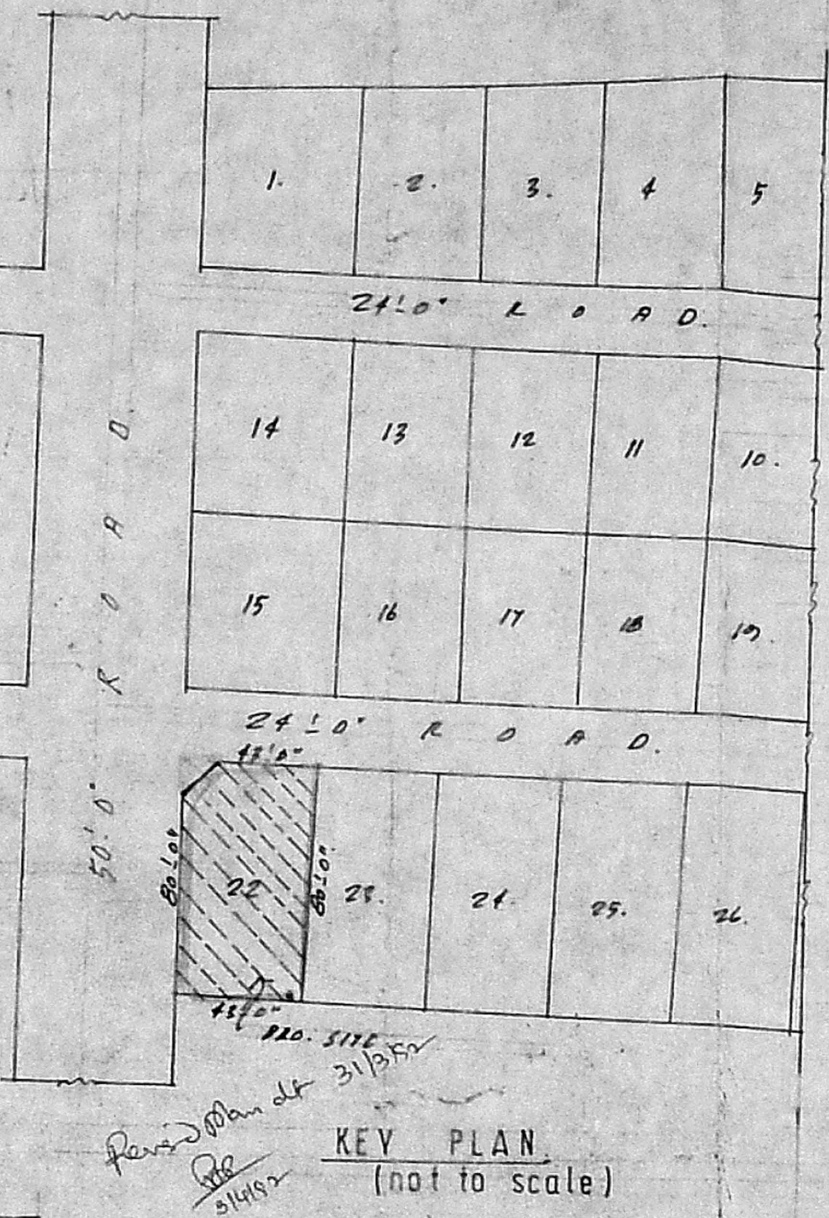 1. 2. 3. 4 5
24'-0" ROAD.
14 13 12 11 10.
15 16 17 18 19.
24'-0" ROAD.
50'-0" ROAD.
43'-0"
80'-0" 22 80'-0" 23. 24. 25. 26.
43'-0"
PRO. SITE
Revised Plan dt 31/3/82
3/4/82
KEY PLAN
(not to scale)